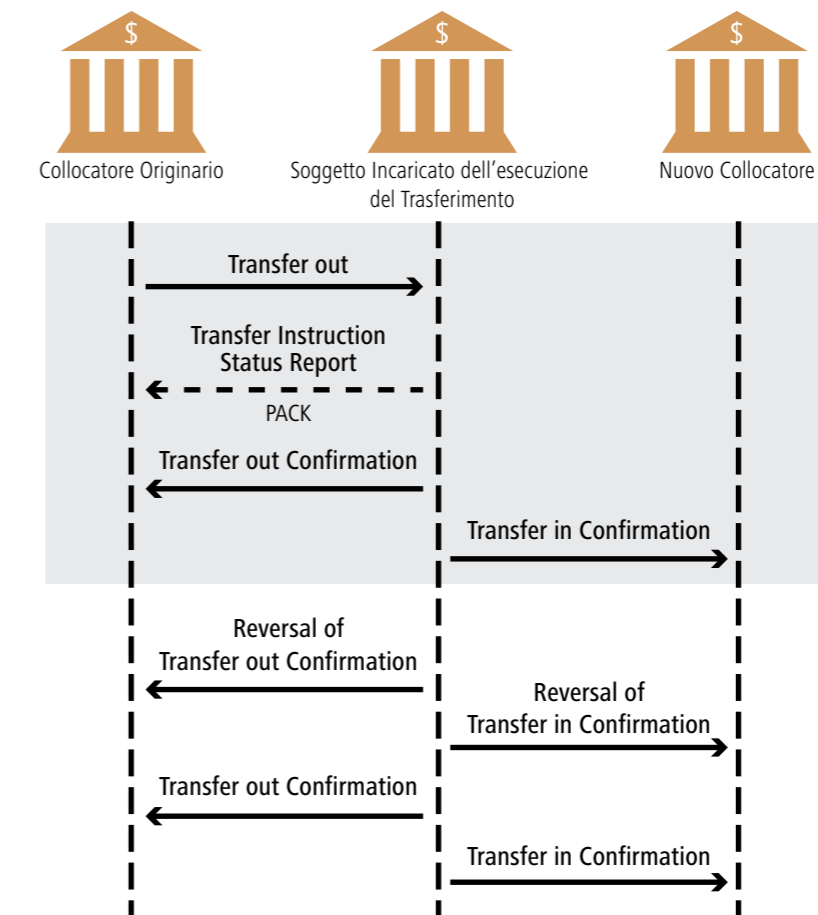 $
$
$
Collocatore Originario
Soggetto Incaricato dell'esecuzione
del Trasferimento
Nuovo Collocatore
Transfer out
Transfer Instruction
Status Report
PACK
Transfer out Confirmation
Transfer in Confirmation
Reversal of
Transfer out Confirmation
Reversal of
Transfer in Confirmation
Transfer out Confirmation
Transfer in Confirmation